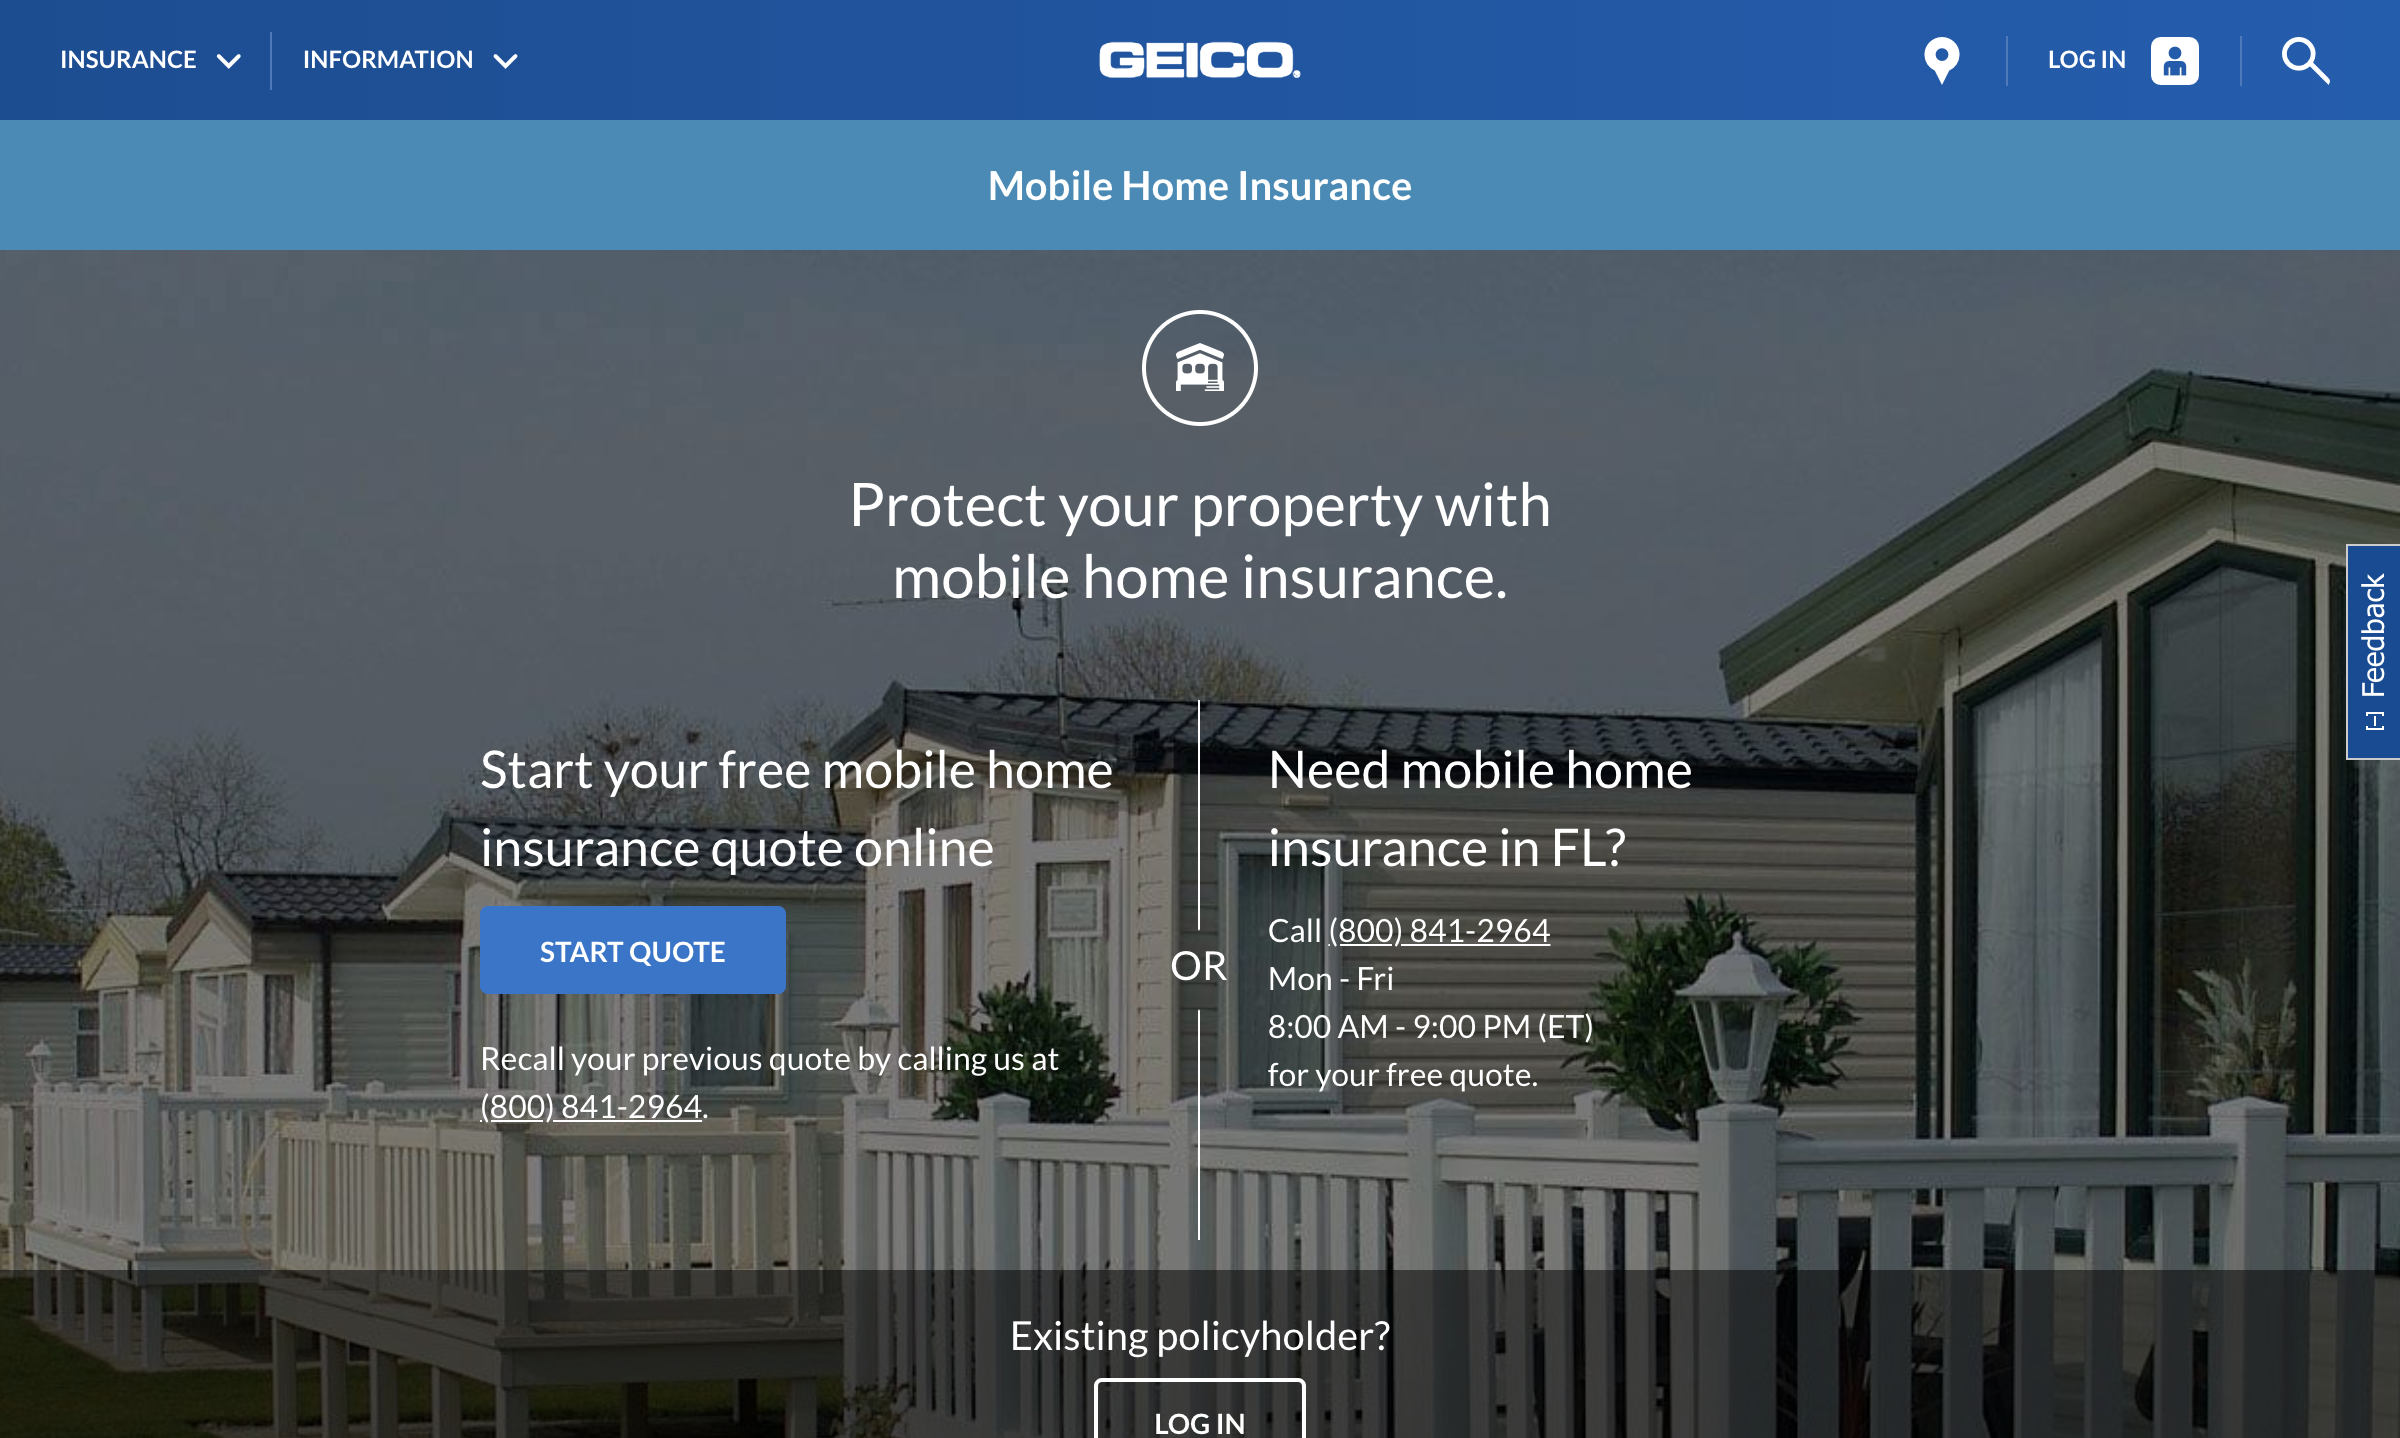 INSURANCE
INFORMATION
GEICO.
LOG IN
Mobile Home Insurance
Protect your property with
mobile home insurance.
Start your free mobile home
insurance quote online
START QUOTE
Recall your previous quote by calling us at
(800) 841-2964.
OR
Need mobile home
insurance in FL?
Call (800) 841-2964
Mon - Fri
8:00 AM - 9:00 PM (ET)
for your free quote.
[-] Feedback
Existing policyholder?
LOG IN